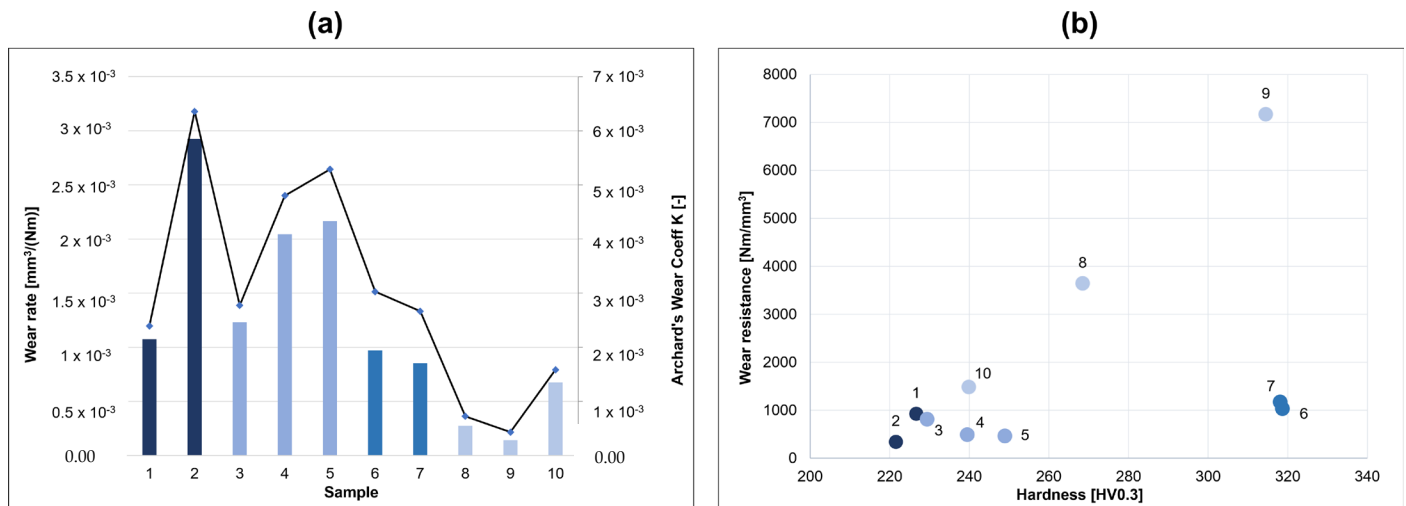 (a)
3.5 x 10⁻³
3 x 10⁻³
2.5 x 10⁻³
2 x 10⁻³
1.5 x 10⁻³
1 x 10⁻³
0.5 x 10⁻³
0.00
Wear rate [mm³/(Nm)]
7 x 10⁻³
6 x 10⁻³
5 x 10⁻³
4 x 10⁻³
3 x 10⁻³
2 x 10⁻³
1 x 10⁻³
0.00
Archard's Wear Coeff K [-]
1 2 3 4 5 6 7 8 9 10
Sample
(b)
8000
7000
6000
5000
4000
3000
2000
1000
0
Wear resistance [Nm/mm³]
9
8
10
1
2
3
4
5
7
6
200 220 240 260 280 300 320 340
Hardness [HV0.3]